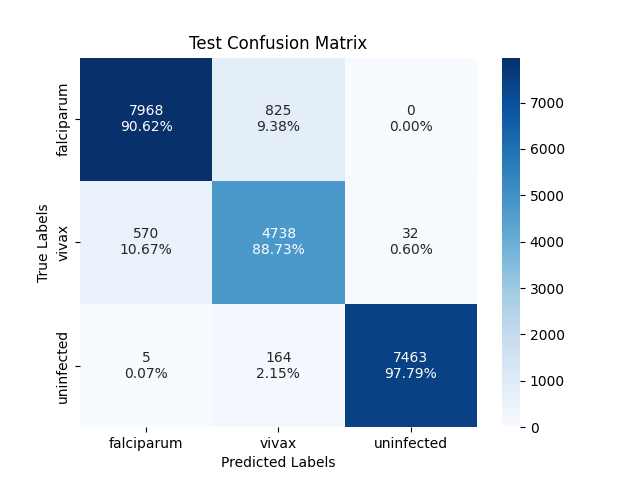 Test Confusion Matrix
True Labels
falciparum
7968
90.62%
825
9.38%
0
0.00%
vivax
570
10.67%
4738
88.73%
32
0.60%
uninfected
5
0.07%
164
2.15%
7463
97.79%
falciparum
vivax
uninfected
Predicted Labels
7000
6000
5000
4000
3000
2000
1000
0